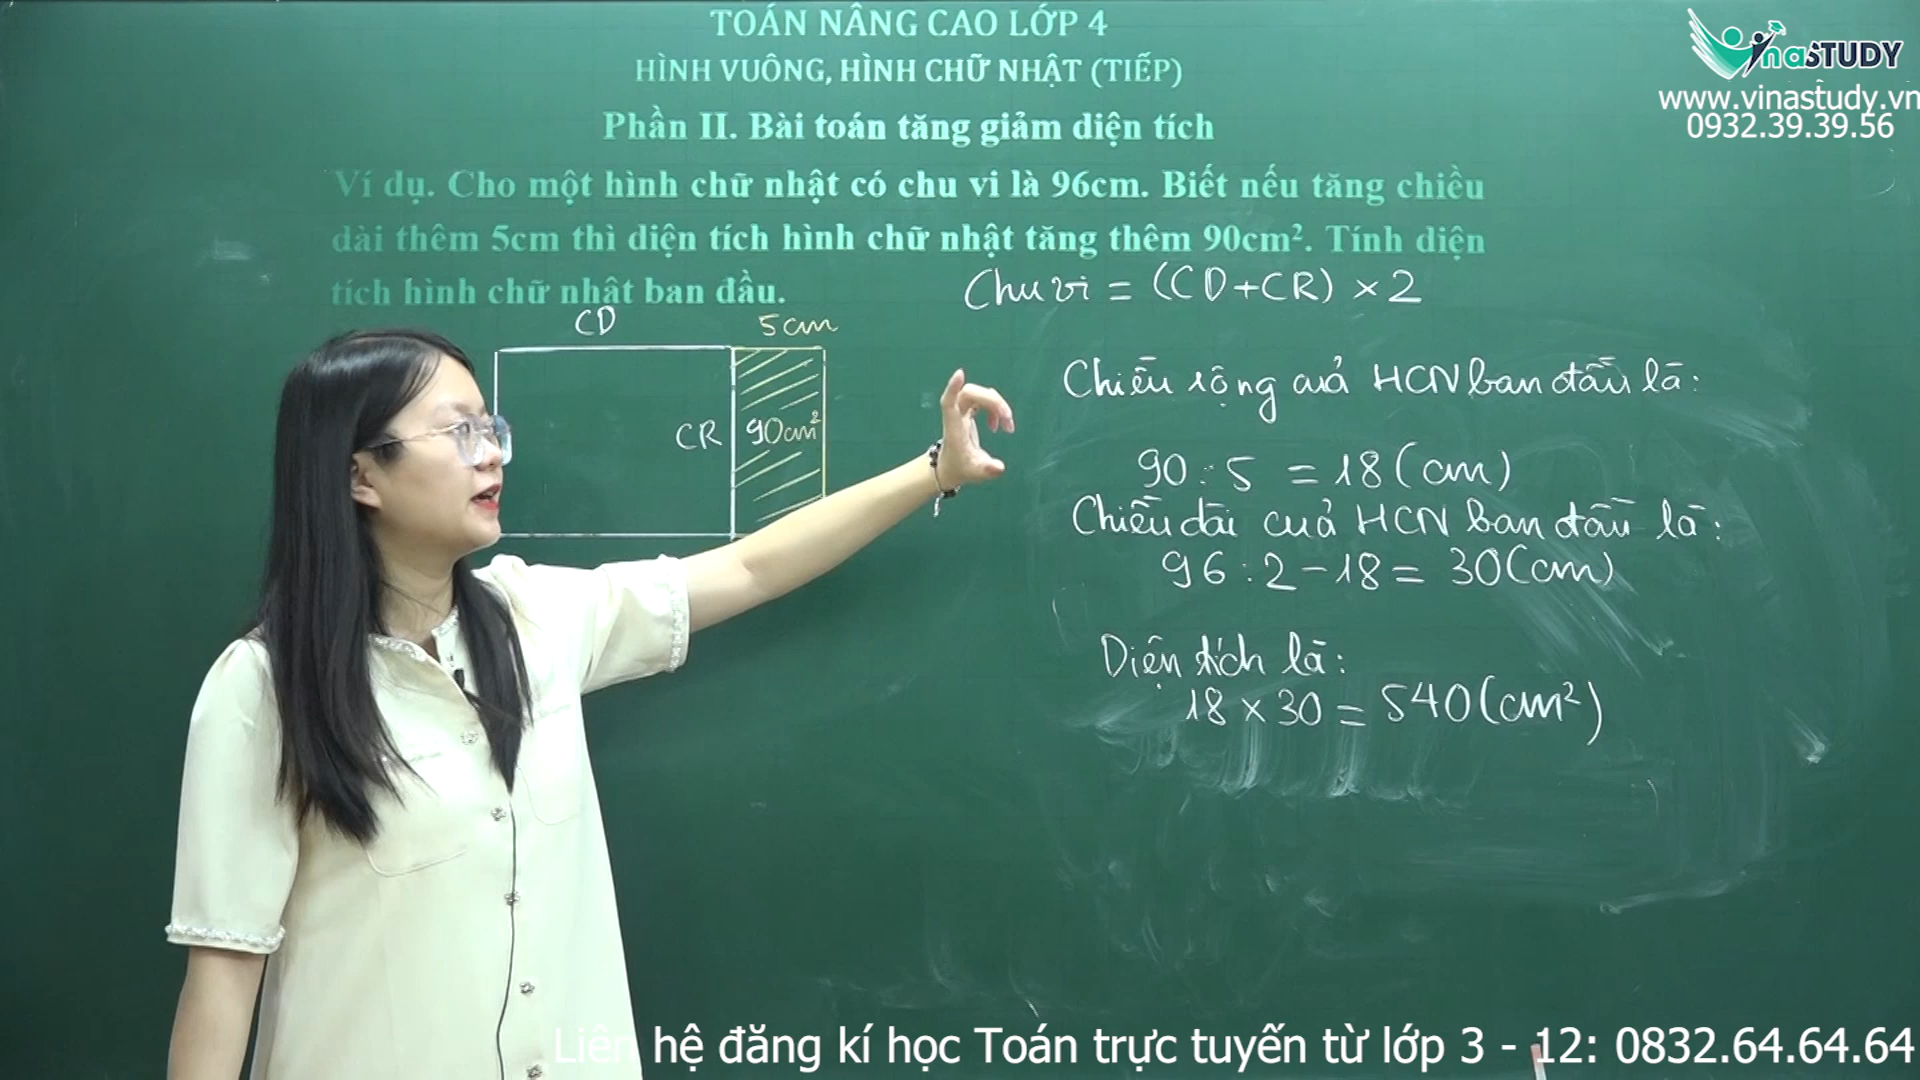 TOÁN NÂNG CAO LỚP 4
HÌNH VUÔNG, HÌNH CHỮ NHẬT (TIẾP)
Phần II. Bài toán tăng giảm diện tích
Ví dụ. Cho một hình chữ nhật có chu vi là 96cm. Biết nếu tăng chiều
dài thêm 5cm thì diện tích hình chữ nhật tăng thêm 90cm². Tính diện
tích hình chữ nhật ban đầu.
VinaSTUDY
www.vinastudy.vn
0932.39.39.56
Chu vi = (CD+CR) × 2
CD
5cm
CR
90cm²
Chiều rộng của HCN ban đầu là:
90 : 5 = 18 (cm)
Chiều dài của HCN ban đầu là:
96 : 2 - 18 = 30 (cm)
Diện tích là:
18 × 30 = 540 (cm²)
Liên hệ đăng kí học Toán trực tuyến từ lớp 3 - 12: 0832.64.64.64